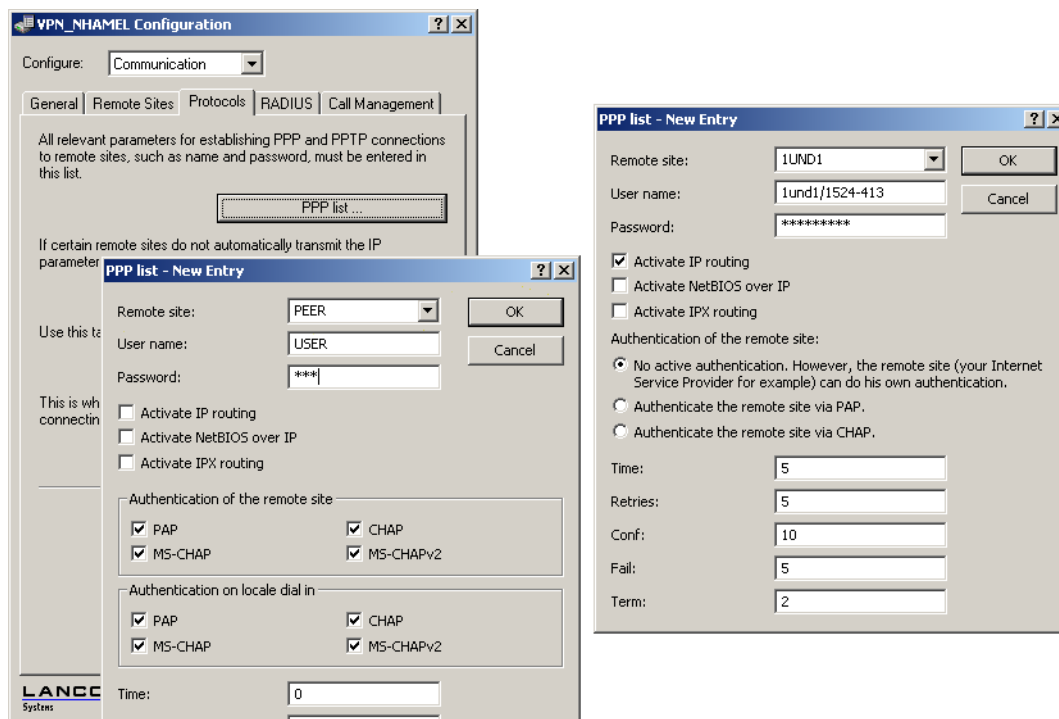 VPN_NHAMEL Configuration
Configure: Communication
General Remote Sites Protocols RADIUS Call Management
All relevant parameters for establishing PPP and PPTP connections
to remote sites, such as name and password, must be entered in
this list.
PPP list ...
If certain remote sites do not automatically transmit the IP
parameter
Use this ta
This is wh
connectin
LANCO
Systems
PPP list - New Entry
Remote site: PEER
OK
User name: USER
Cancel
Password: ***
Activate IP routing
Activate NetBIOS over IP
Activate IPX routing
Authentication of the remote site
PAP CHAP
MS-CHAP MS-CHAPv2
Authentication on locale dial in
PAP CHAP
MS-CHAP MS-CHAPv2
Time: 0
PPP list - New Entry
Remote site: 1UND1
OK
User name: 1und1/1524-413
Cancel
Password: *********
Activate IP routing
Activate NetBIOS over IP
Activate IPX routing
Authentication of the remote site:
No active authentication. However, the remote site (your Internet
Service Provider for example) can do his own authentication.
Authenticate the remote site via PAP.
Authenticate the remote site via CHAP.
Time: 5
Retries: 5
Conf: 10
Fail: 5
Term: 2